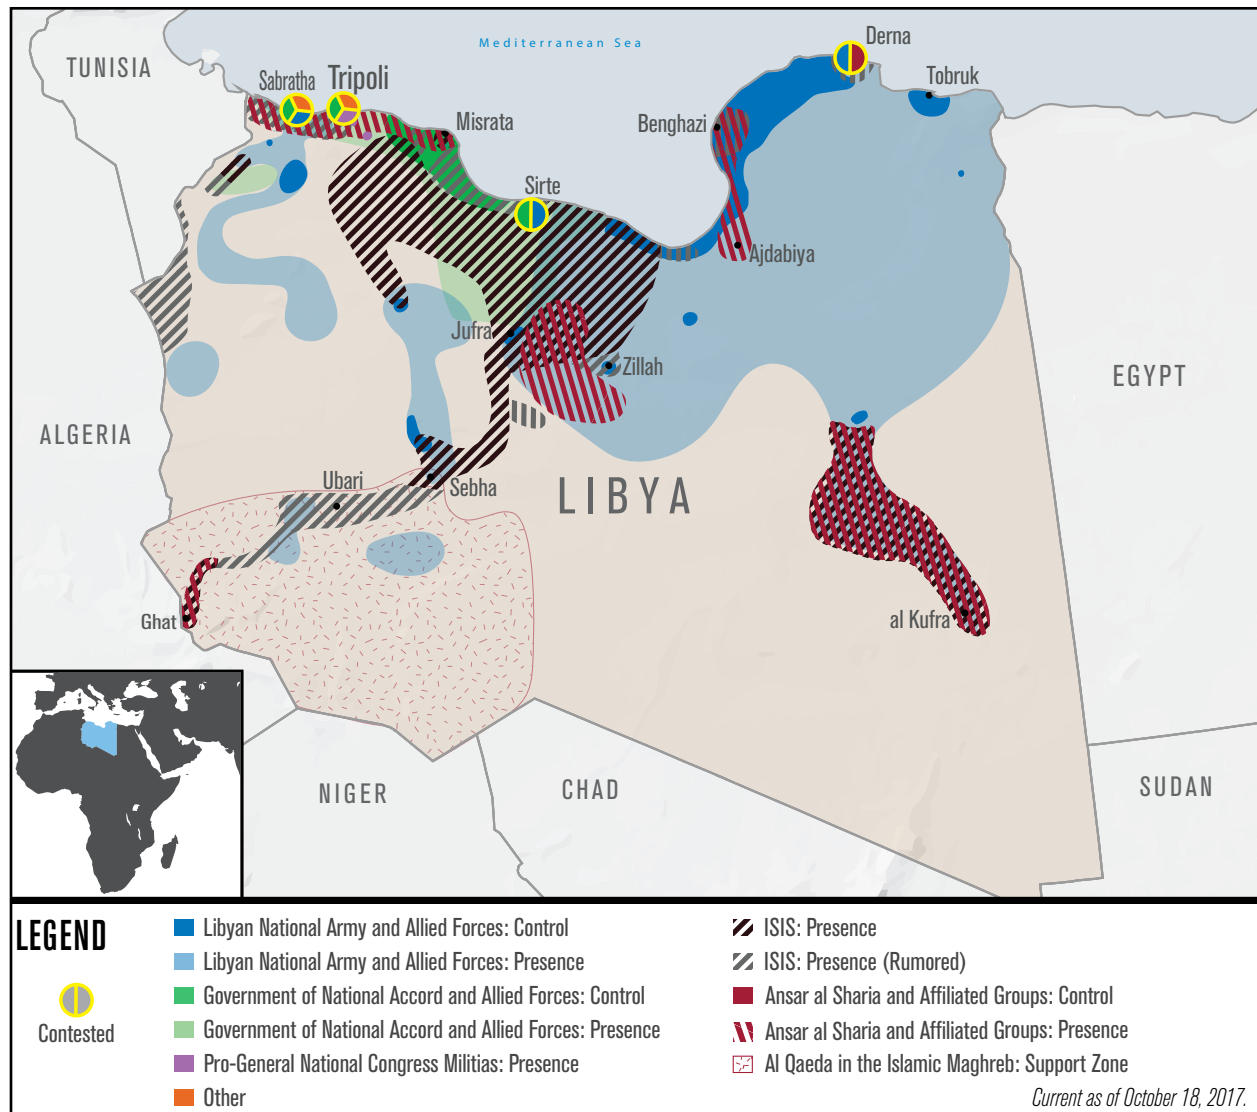 Mediterranean Sea
Derna
TUNISIA
Sabratha
Tripoli
Tobruk
Misrata
Benghazi
Sirte
Ajdabiya
Jufra
Zillah
EGYPT
ALGERIA
Ubari
Sebha
LIBYA
Ghat
al Kufra
NIGER
CHAD
SUDAN
LEGEND
Contested
Libyan National Army and Allied Forces: Control
Libyan National Army and Allied Forces: Presence
Government of National Accord and Allied Forces: Control
Government of National Accord and Allied Forces: Presence
Pro-General National Congress Militias: Presence
Other
ISIS: Presence
ISIS: Presence (Rumored)
Ansar al Sharia and Affiliated Groups: Control
Ansar al Sharia and Affiliated Groups: Presence
Al Qaeda in the Islamic Maghreb: Support Zone
Current as of October 18, 2017.